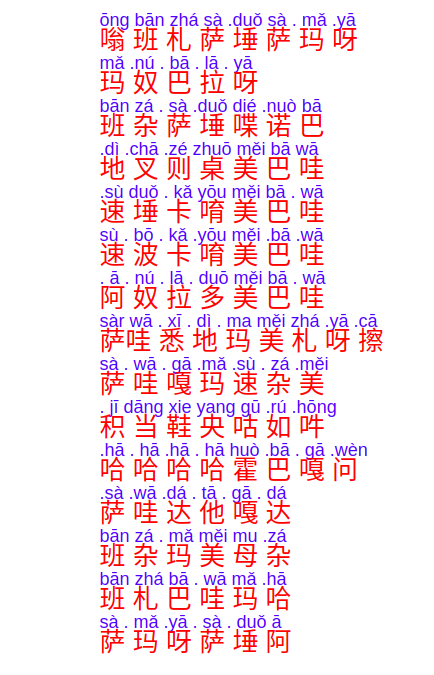 ōng bān zhá sà .duǒ sà . mǎ .yā
嗡 班 札 萨 埵 萨 玛 呀
mǎ .nú . bā . lā . yā
玛 奴 巴 拉 呀
bān zá . sà .duǒ dié .nuò bā
班 杂 萨 埵 喋 诺 巴
.dì .chā .zé zhuō měi bā wā
地 叉 则 桌 美 巴 哇
.sù duǒ . kǎ yōu měi bā . wā
速 埵 卡 唷 美 巴 哇
sù . bō . kǎ .yōu měi .bā .wā
速 波 卡 唷 美 巴 哇
. ā . nú . lā . duō měi bā . wā
阿 奴 拉 多 美 巴 哇
sàr wā . xī . dì . ma měi zhá .yā .cā
萨哇 悉 地 玛 美 札 呀 擦
sà . wā . gā .mǎ .sù . zá .měi
萨 哇 嘎 玛 速 杂 美
. jī dāng xie yang gū .rú .hōng
积 当 鞋 央 咕 如 吽
.hā . hā .hā . hā huò .bā . gā .wèn
哈 哈 哈 哈 霍 巴 嘎 问
.sà .wā .dá . tā . gā . dá
萨 哇 达 他 嘎 达
bān zá . mǎ měi mu .zá
班 杂 玛 美 母 杂
bān zhá bā . wā mǎ .hā
班 札 巴 哇 玛 哈
sà . mǎ .yā . sà . duǒ ā
萨 玛 呀 萨 埵 阿